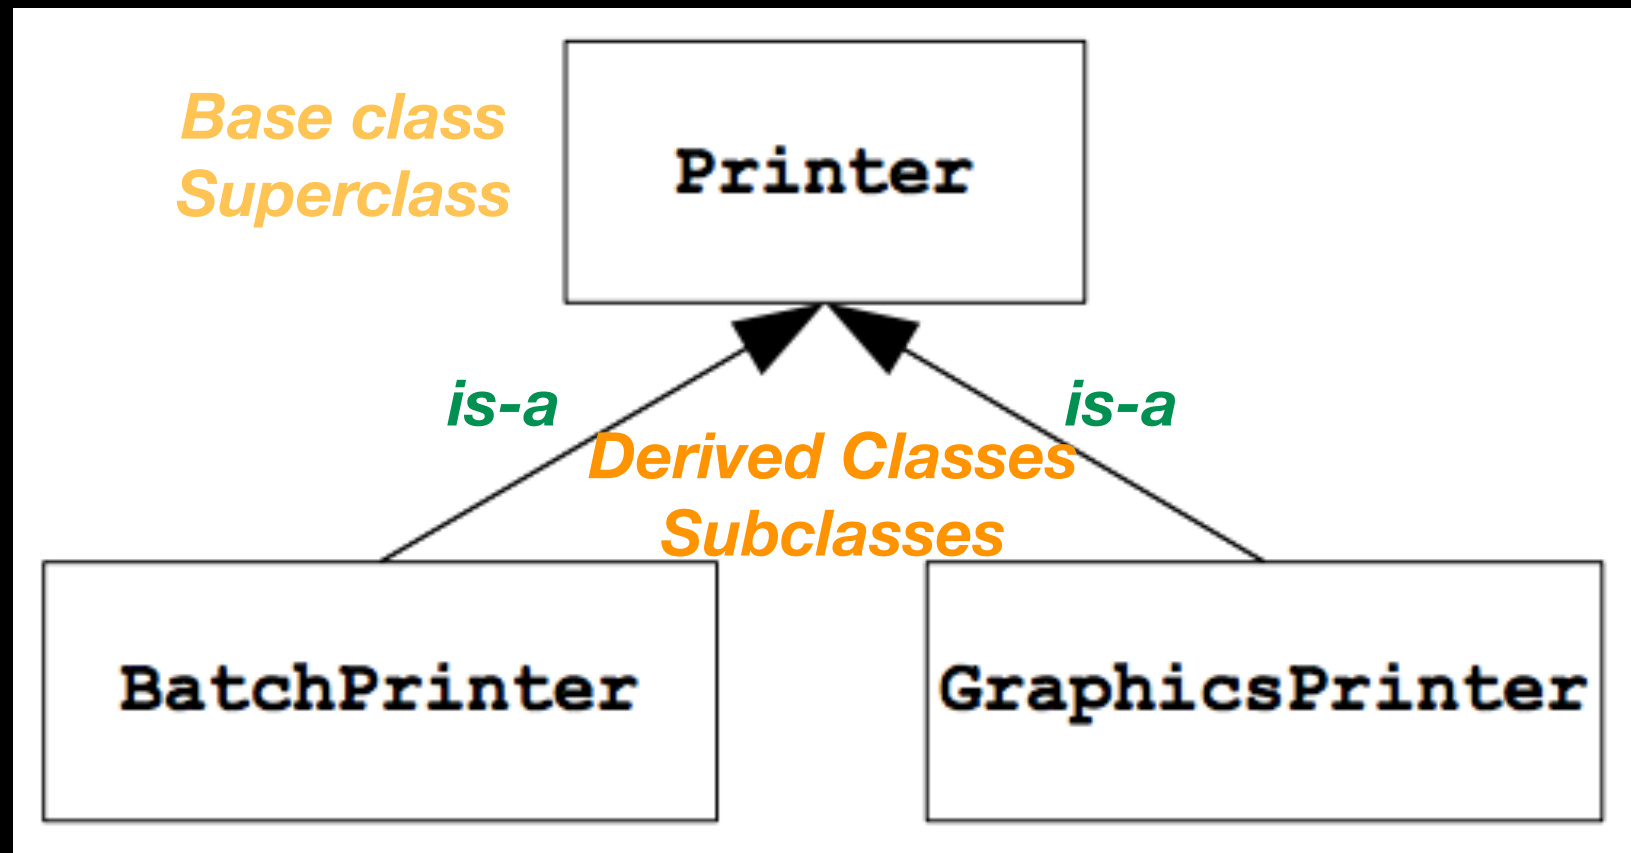 Base class
Superclass
Printer
is-a
is-a
Derived Classes
Subclasses
BatchPrinter
GraphicsPrinter